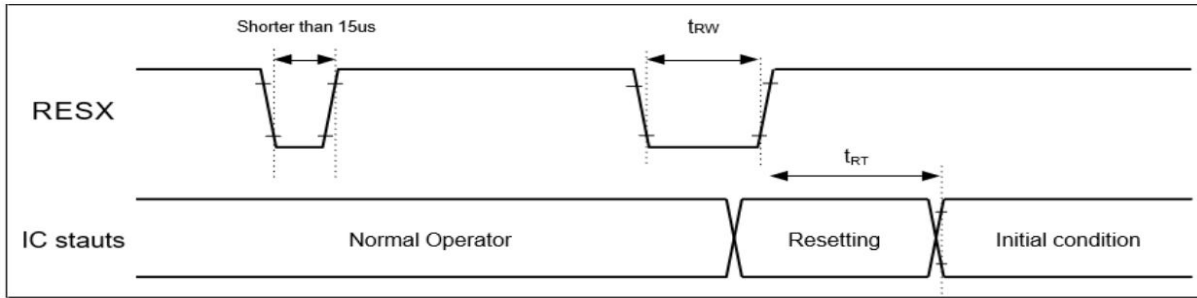 Shorter than 15us
tRW
RESX
tRT
IC stauts
Normal Operator
Resetting
Initial condition